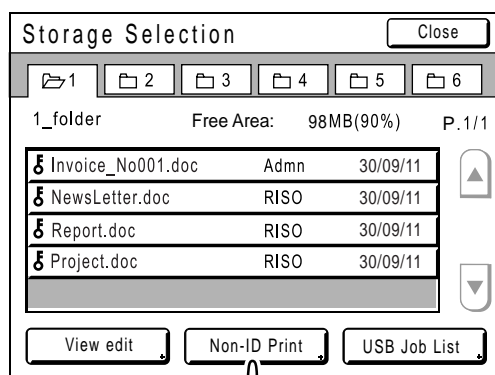 Storage Selection Close
1 2 3 4 5 6
1_folder Free Area: 98MB(90%) P.1/1
Invoice_No001.doc Admn 30/09/11
NewsLetter.doc RISO 30/09/11
Report.doc RISO 30/09/11
Project.doc RISO 30/09/11
View edit Non-ID Print USB Job List